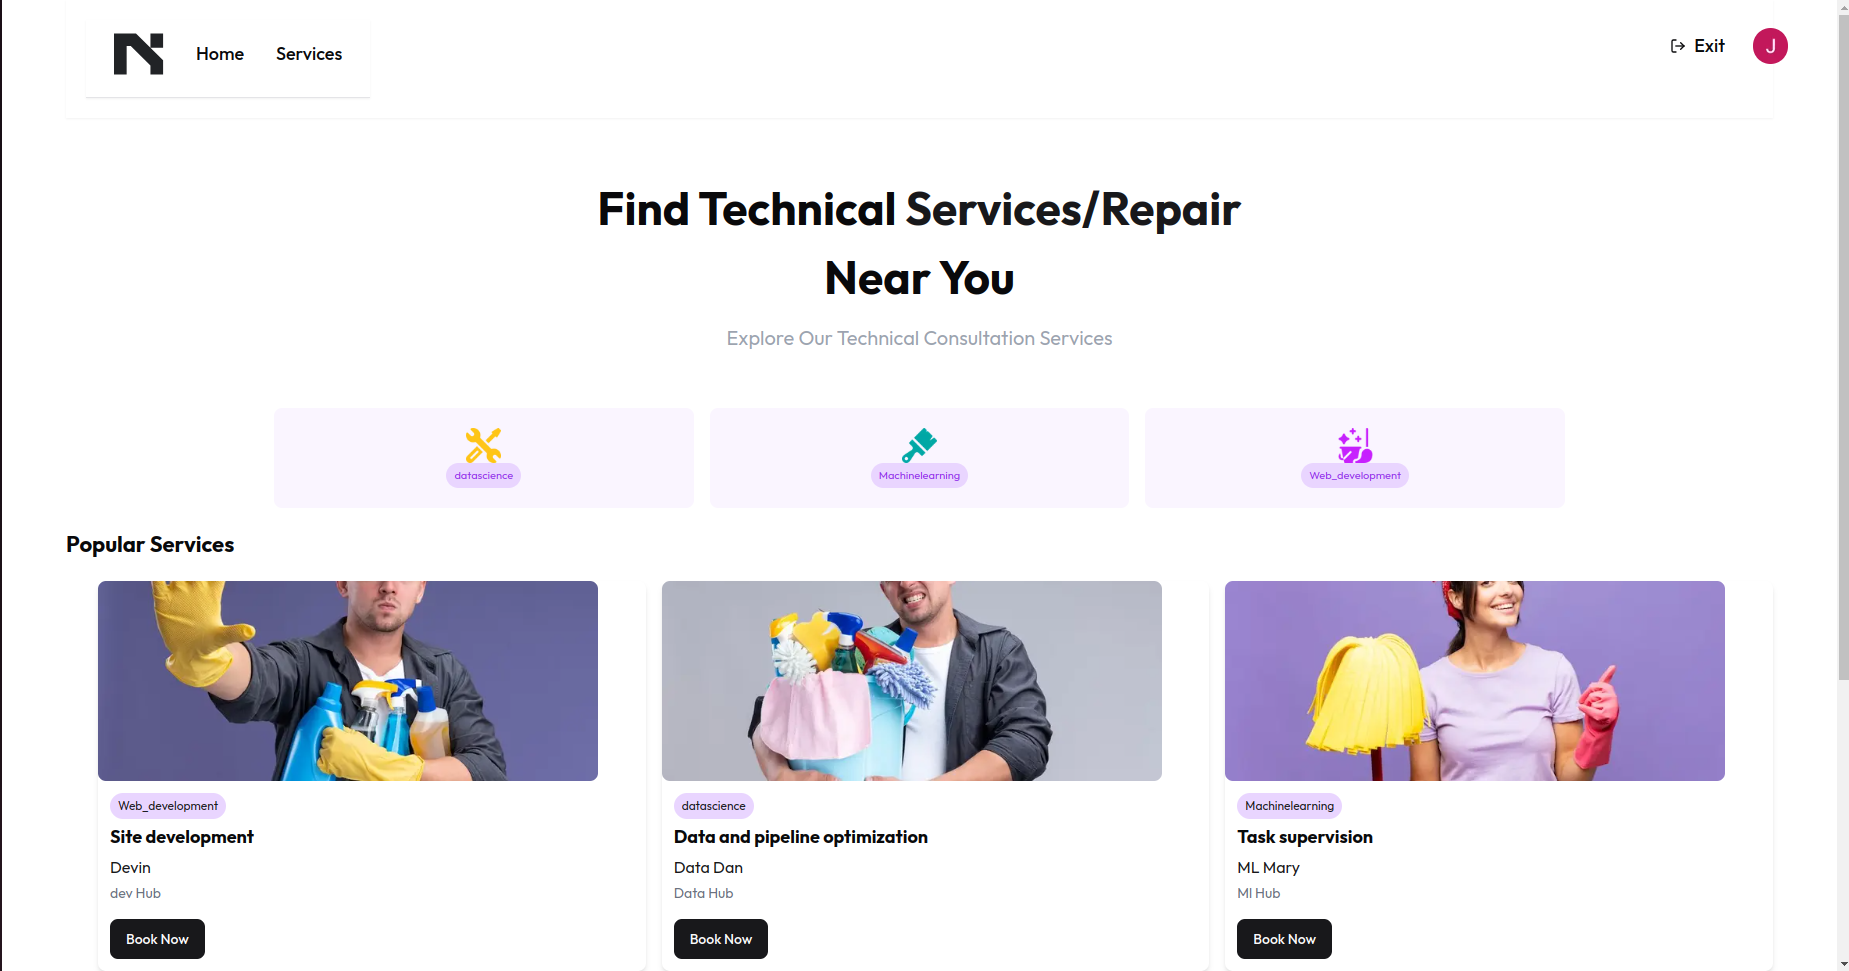 Home
Services
Exit
J
Find Technical Services/Repair
Near You
Explore Our Technical Consultation Services
datascience
Machinelearning
Web_development
Popular Services
Web_development
Site development
Devin
dev Hub
Book Now
datascience
Data and pipeline optimization
Data Dan
Data Hub
Book Now
Machinelearning
Task supervision
ML Mary
Ml Hub
Book Now